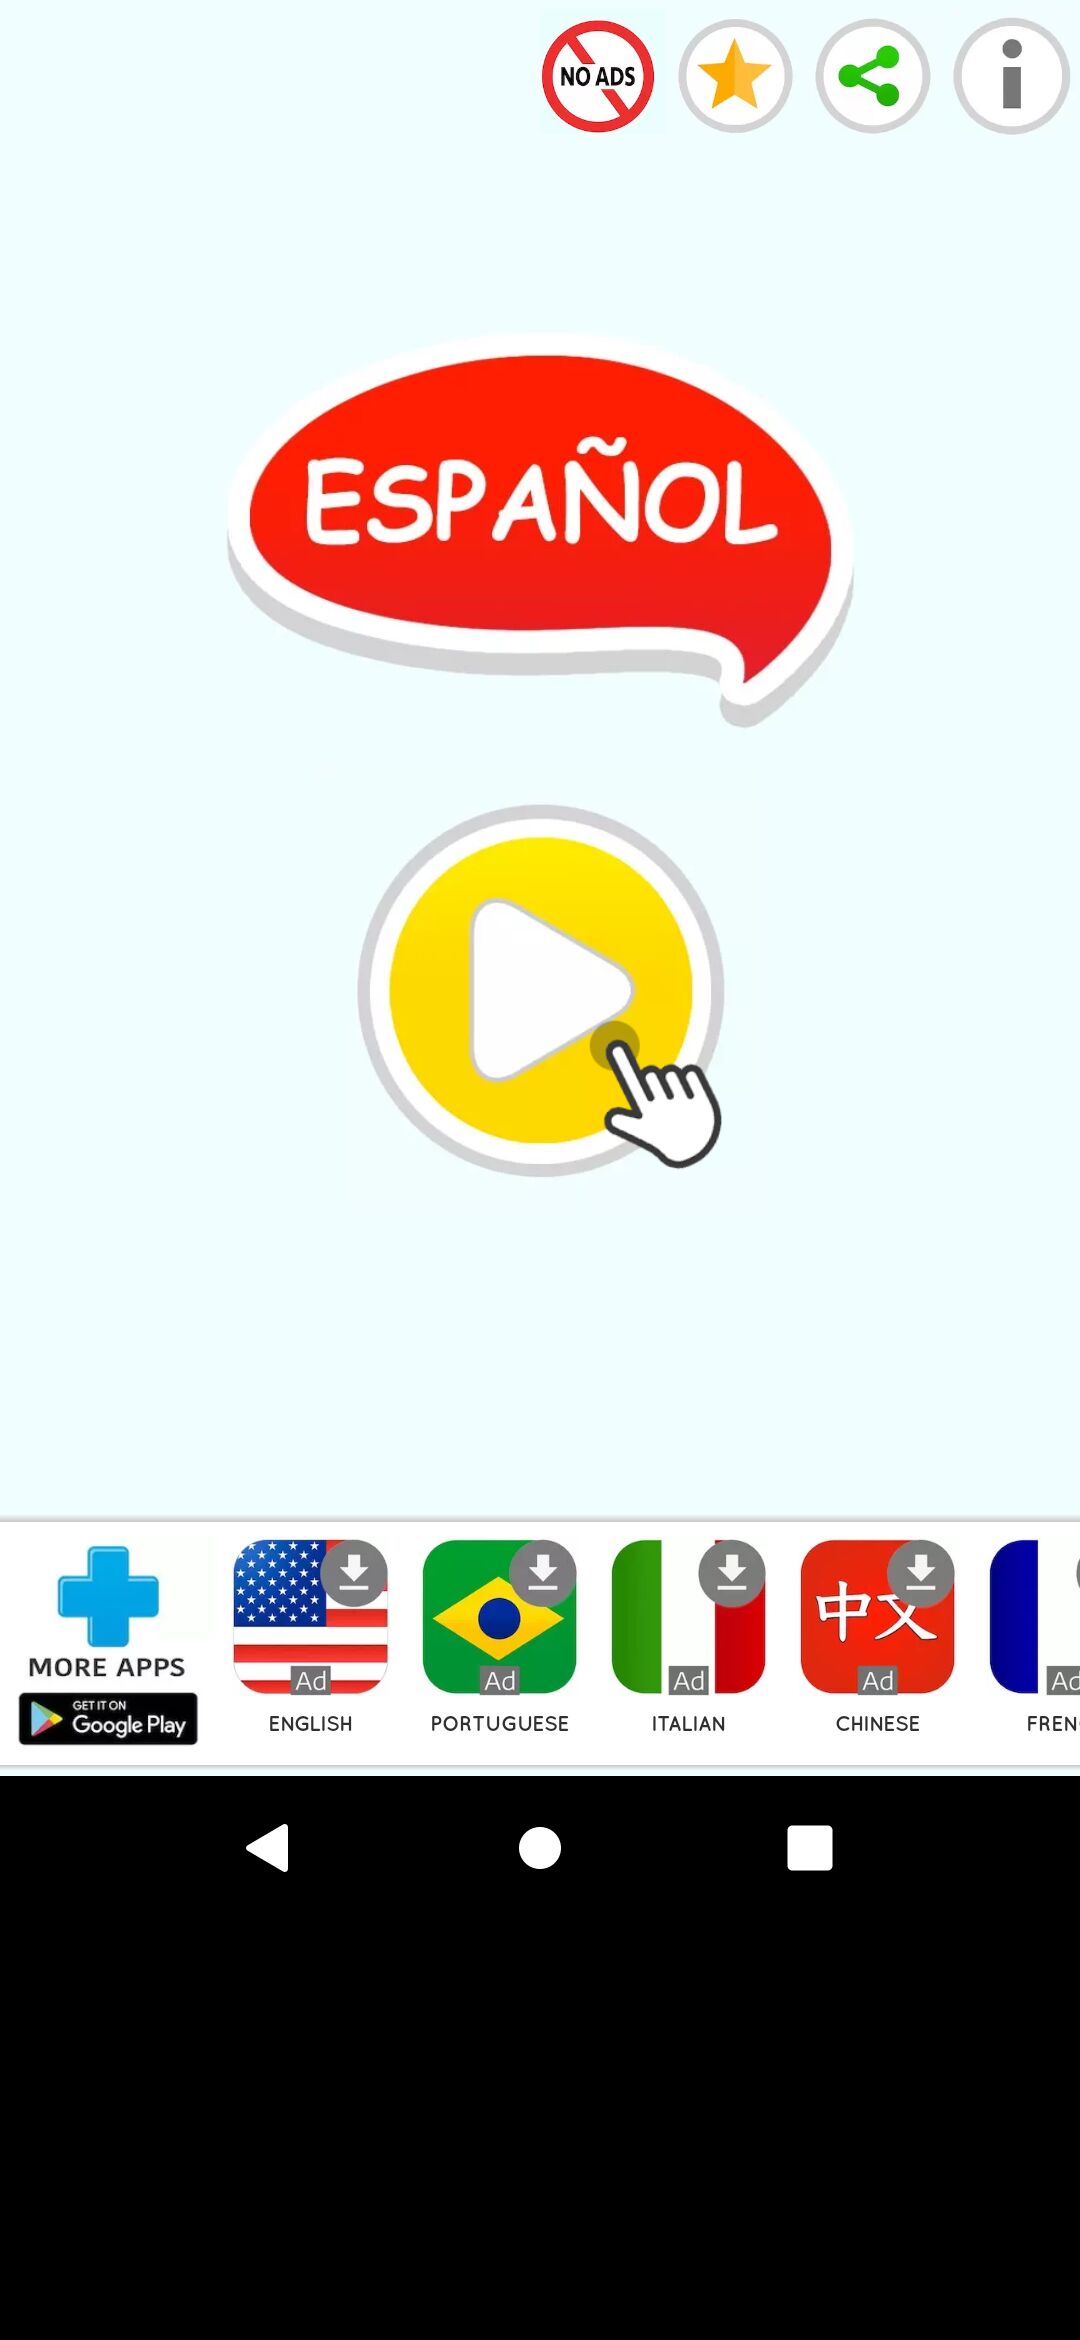 NO ADS
ESPAÑOL
MORE APPS
GET IT ON
Google Play
Ad
ENGLISH
Ad
PORTUGUESE
Ad
ITALIAN
中文
Ad
CHINESE
Ad
FREN